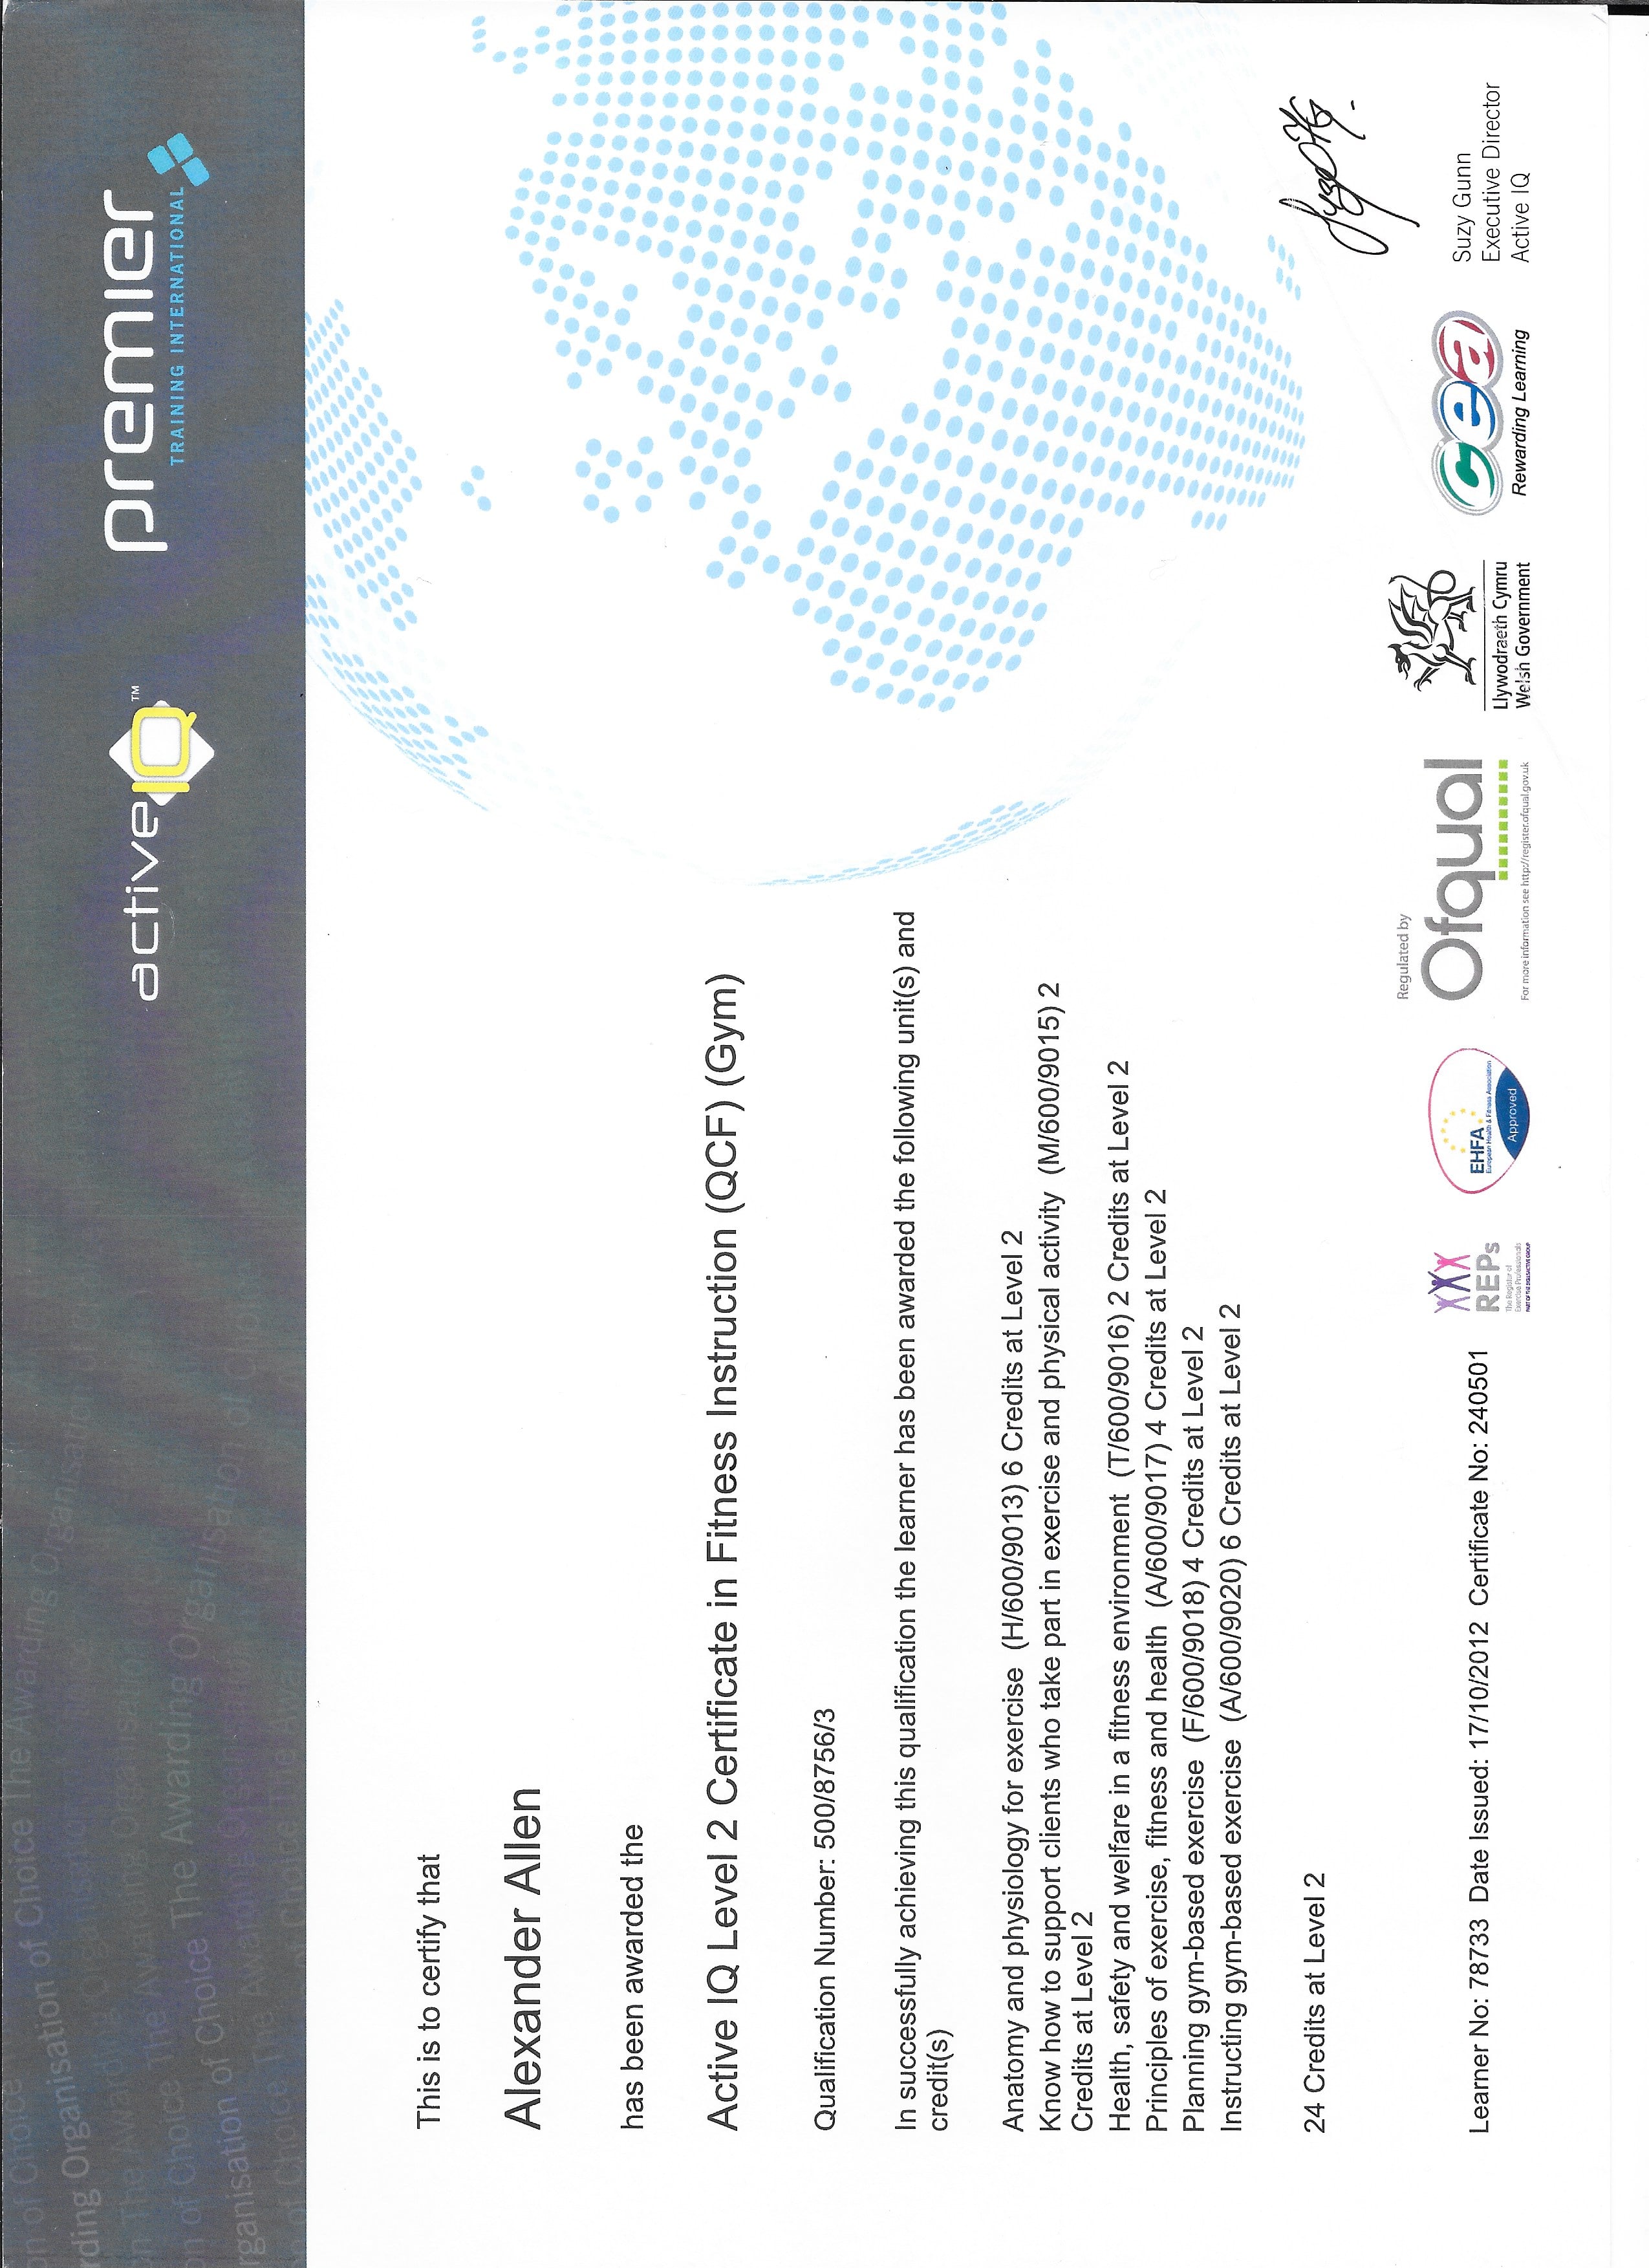 on of Choice
rding Organisation of Choice The Awarding Organisation of
on The Awarding Organisation
on of Choice The Awarding Organisation of
rganisation of Choice The Awarding Organisation of Choice
on of Choice The Awarding Organisation
of Choice The Awa
activeIQ™
premier
TRAINING INTERNATIONAL
This is to certify that
Alexander Allen
has been awarded the
Active IQ Level 2 Certificate in Fitness Instruction (QCF) (Gym)
Qualification Number: 500/8756/3
In successfully achieving this qualification the learner has been awarded the following unit(s) and
credit(s)
Anatomy and physiology for exercise (H/600/9013) 6 Credits at Level 2
Know how to support clients who take part in exercise and physical activity (M/600/9015) 2
Credits at Level 2
Health, safety and welfare in a fitness environment (T/600/9016) 2 Credits at Level 2
Principles of exercise, fitness and health (A/600/9017) 4 Credits at Level 2
Planning gym-based exercise (F/600/9018) 4 Credits at Level 2
Instructing gym-based exercise (A/600/9020) 6 Credits at Level 2
24 Credits at Level 2
Learner No: 78733 Date Issued: 17/10/2012 Certificate No: 240501
REPs
The Register of
Exercise Professionals
PART OF THE SKILLSACTIVE GROUP
EHFA
European Health & Fitness Association
Approved
Regulated by
Ofqual
For more information see http://register.ofqual.gov.uk
Llywodraeth Cymru
Welsh Government
cea
Rewarding Learning
Suzy Gunn
Executive Director
Active IQ